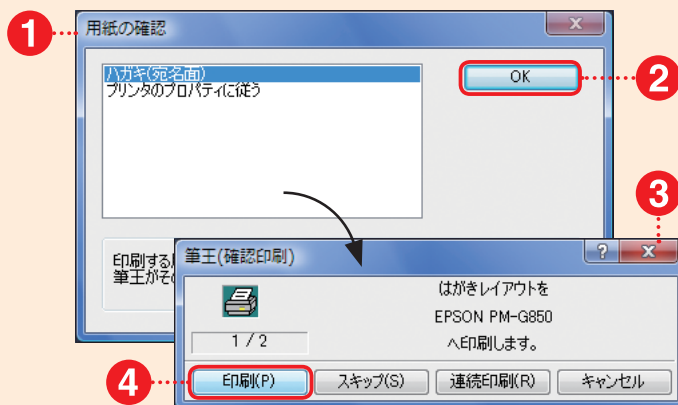 1
用紙の確認
ハガキ(宛名面)
プリンタのプロパティに従う
OK
2
3
印刷する
筆王がそ
筆王(確認印刷)
?
はがきレイアウトを
EPSON PM-G850
へ印刷します。
1 / 2
4
印刷(P)
スキップ(S)
連続印刷(R)
キャンセル